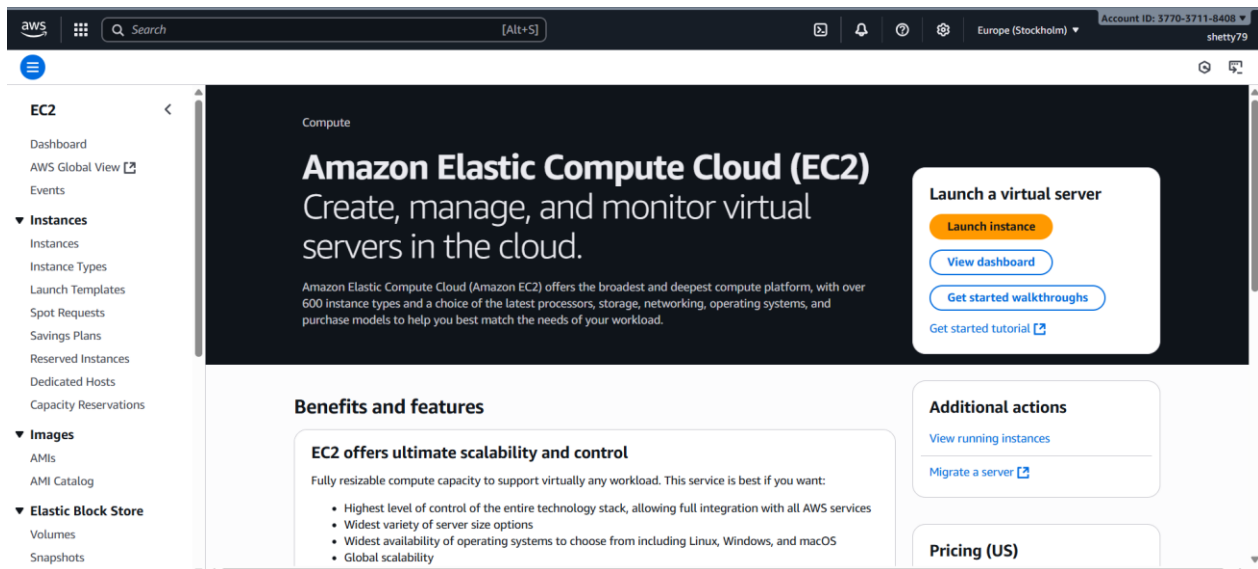 aws
Search
[Alt+S]
Europe (Stockholm) ▼
Account ID: 3770-3711-8408 ▼
shetty79
EC2
Dashboard
AWS Global View
Events
▼ Instances
Instances
Instance Types
Launch Templates
Spot Requests
Savings Plans
Reserved Instances
Dedicated Hosts
Capacity Reservations
▼ Images
AMIs
AMI Catalog
▼ Elastic Block Store
Volumes
Snapshots
Compute
Amazon Elastic Compute Cloud (EC2)
Create, manage, and monitor virtual
servers in the cloud.
Amazon Elastic Compute Cloud (Amazon EC2) offers the broadest and deepest compute platform, with over
600 instance types and a choice of the latest processors, storage, networking, operating systems, and
purchase models to help you best match the needs of your workload.
Launch a virtual server
Launch instance
View dashboard
Get started walkthroughs
Get started tutorial
Benefits and features
EC2 offers ultimate scalability and control
Fully resizable compute capacity to support virtually any workload. This service is best if you want:
• Highest level of control of the entire technology stack, allowing full integration with all AWS services
• Widest variety of server size options
• Widest availability of operating systems to choose from including Linux, Windows, and macOS
• Global scalability
Additional actions
View running instances
Migrate a server
Pricing (US)